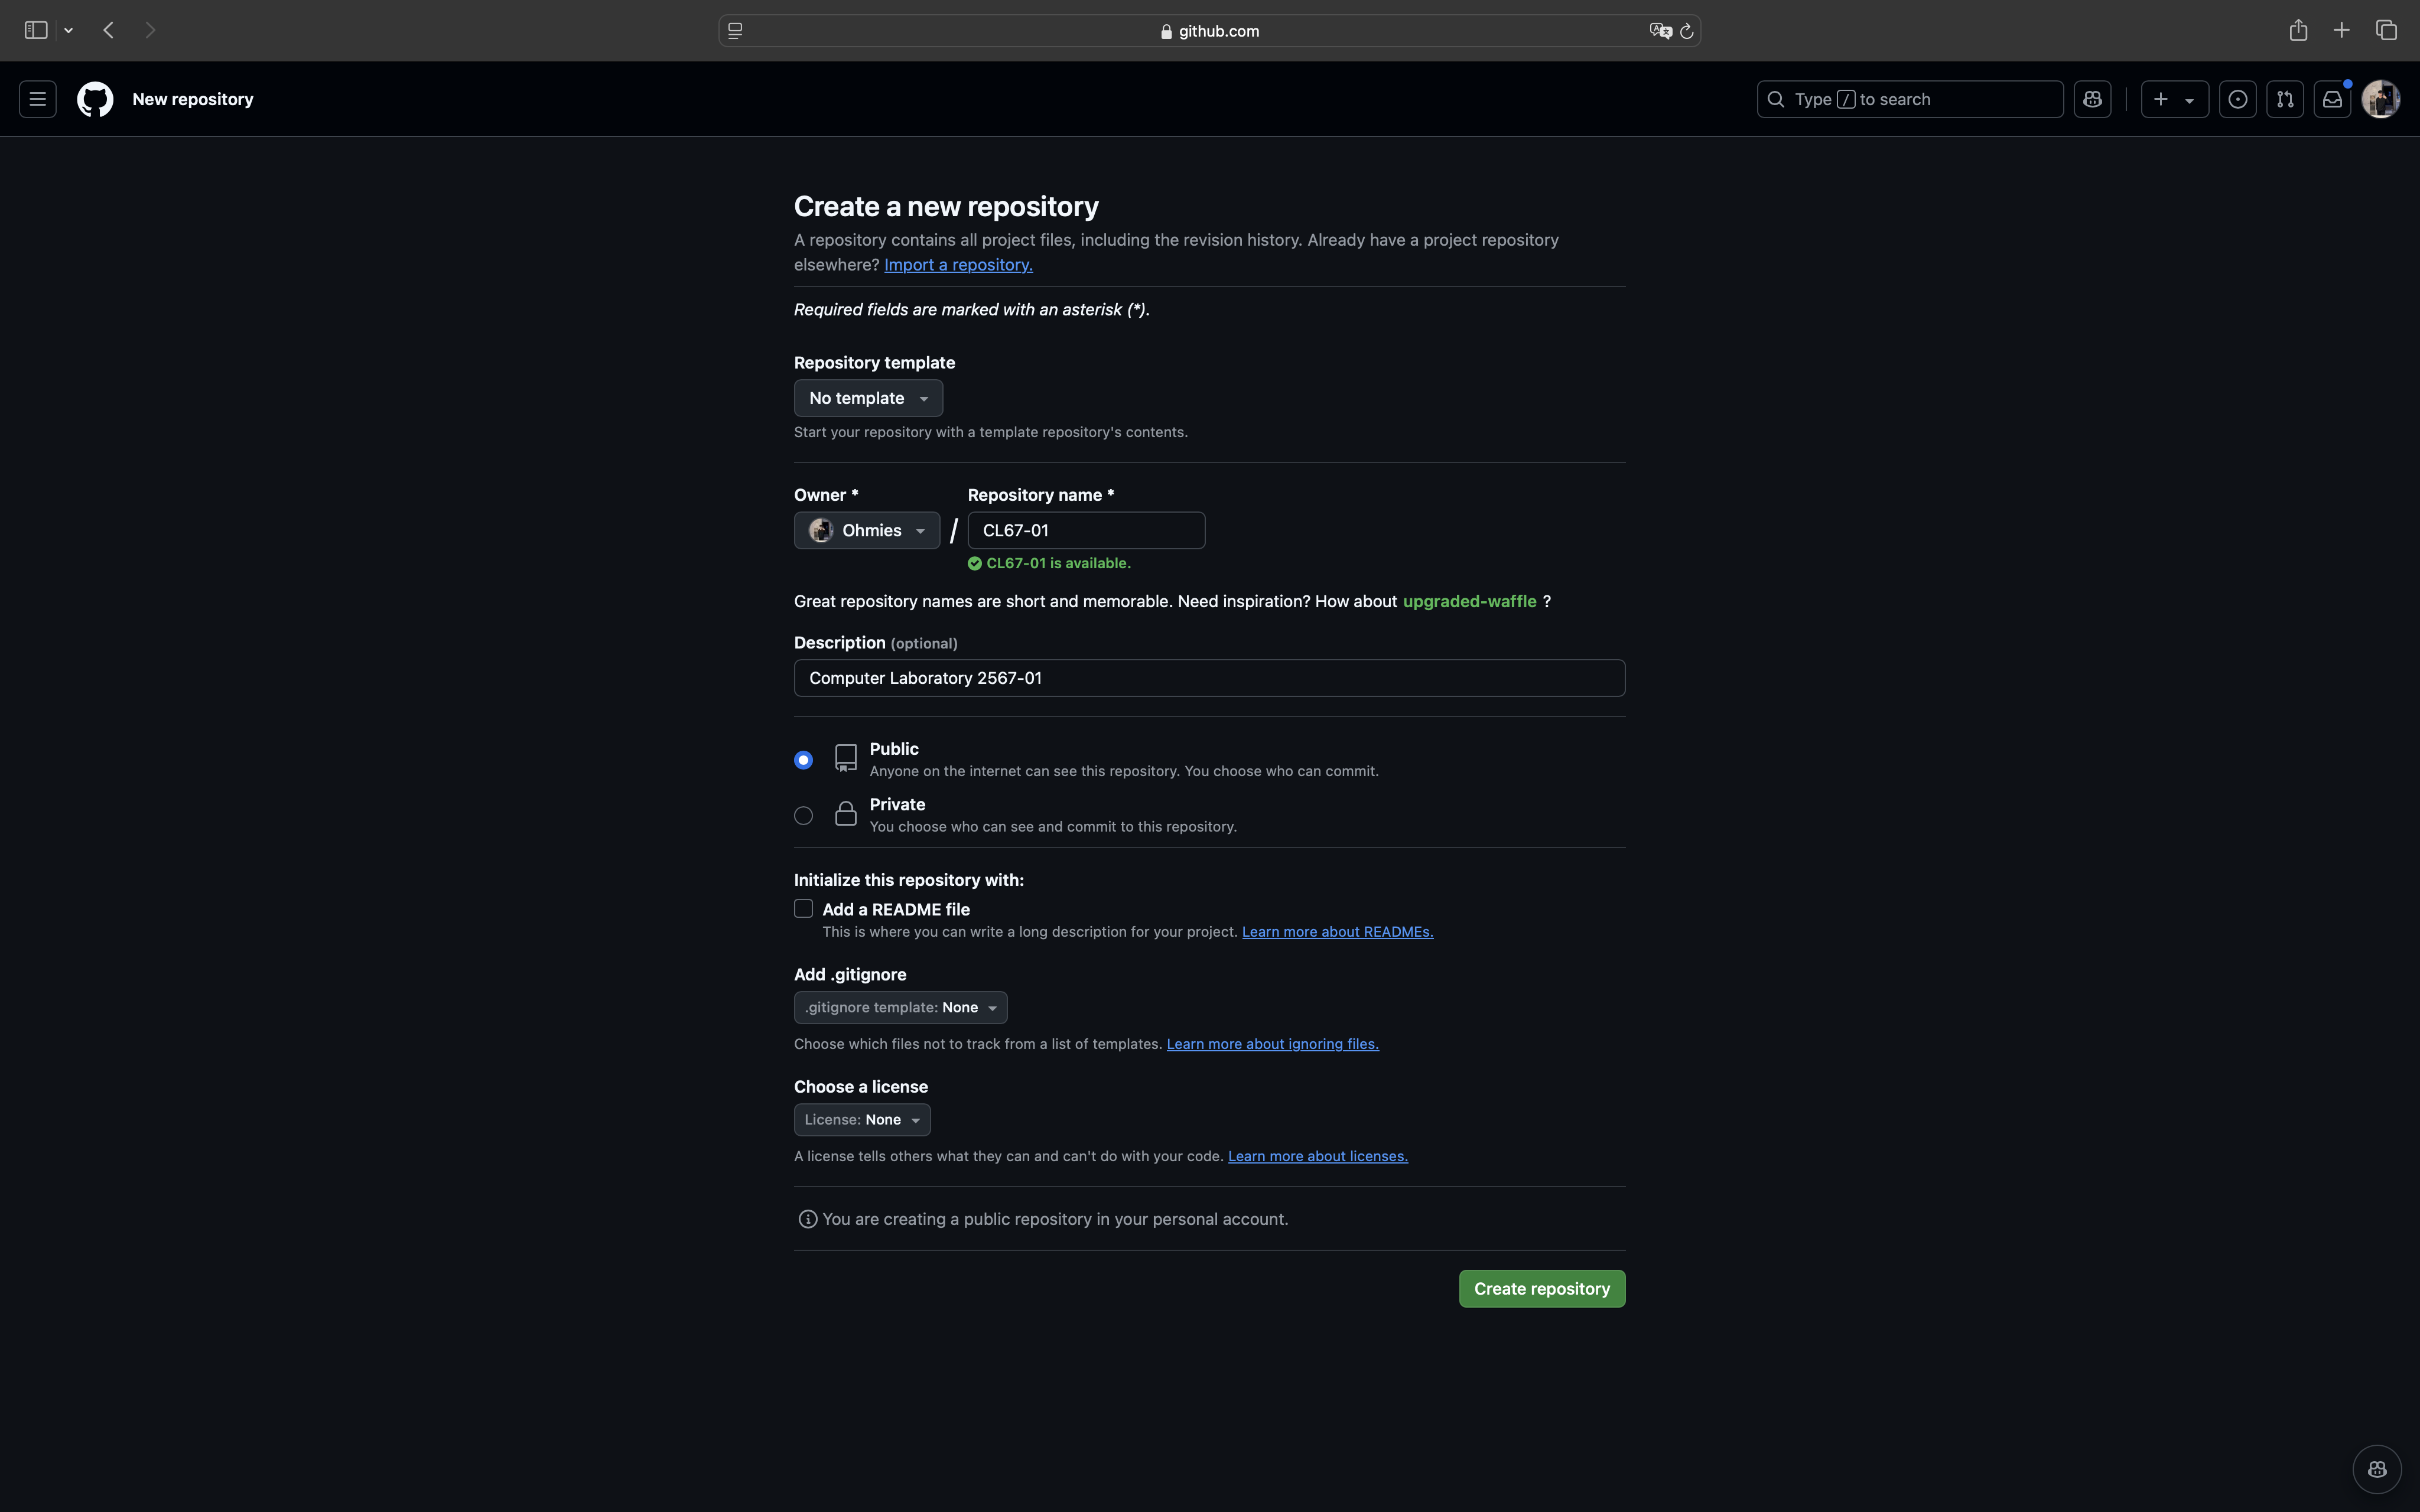 github.com
New repository
Type / to search
Create a new repository
A repository contains all project files, including the revision history. Already have a project repository
elsewhere? Import a repository.
Required fields are marked with an asterisk (*).
Repository template
No template
Start your repository with a template repository's contents.
Owner * Repository name *
Ohmies / CL67-01
CL67-01 is available.
Great repository names are short and memorable. Need inspiration? How about upgraded-waffle ?
Description (optional)
Computer Laboratory 2567-01
Public
Anyone on the internet can see this repository. You choose who can commit.
Private
You choose who can see and commit to this repository.
Initialize this repository with:
Add a README file
This is where you can write a long description for your project. Learn more about READMEs.
Add .gitignore
.gitignore template: None
Choose which files not to track from a list of templates. Learn more about ignoring files.
Choose a license
License: None
A license tells others what they can and can't do with your code. Learn more about licenses.
You are creating a public repository in your personal account.
Create repository